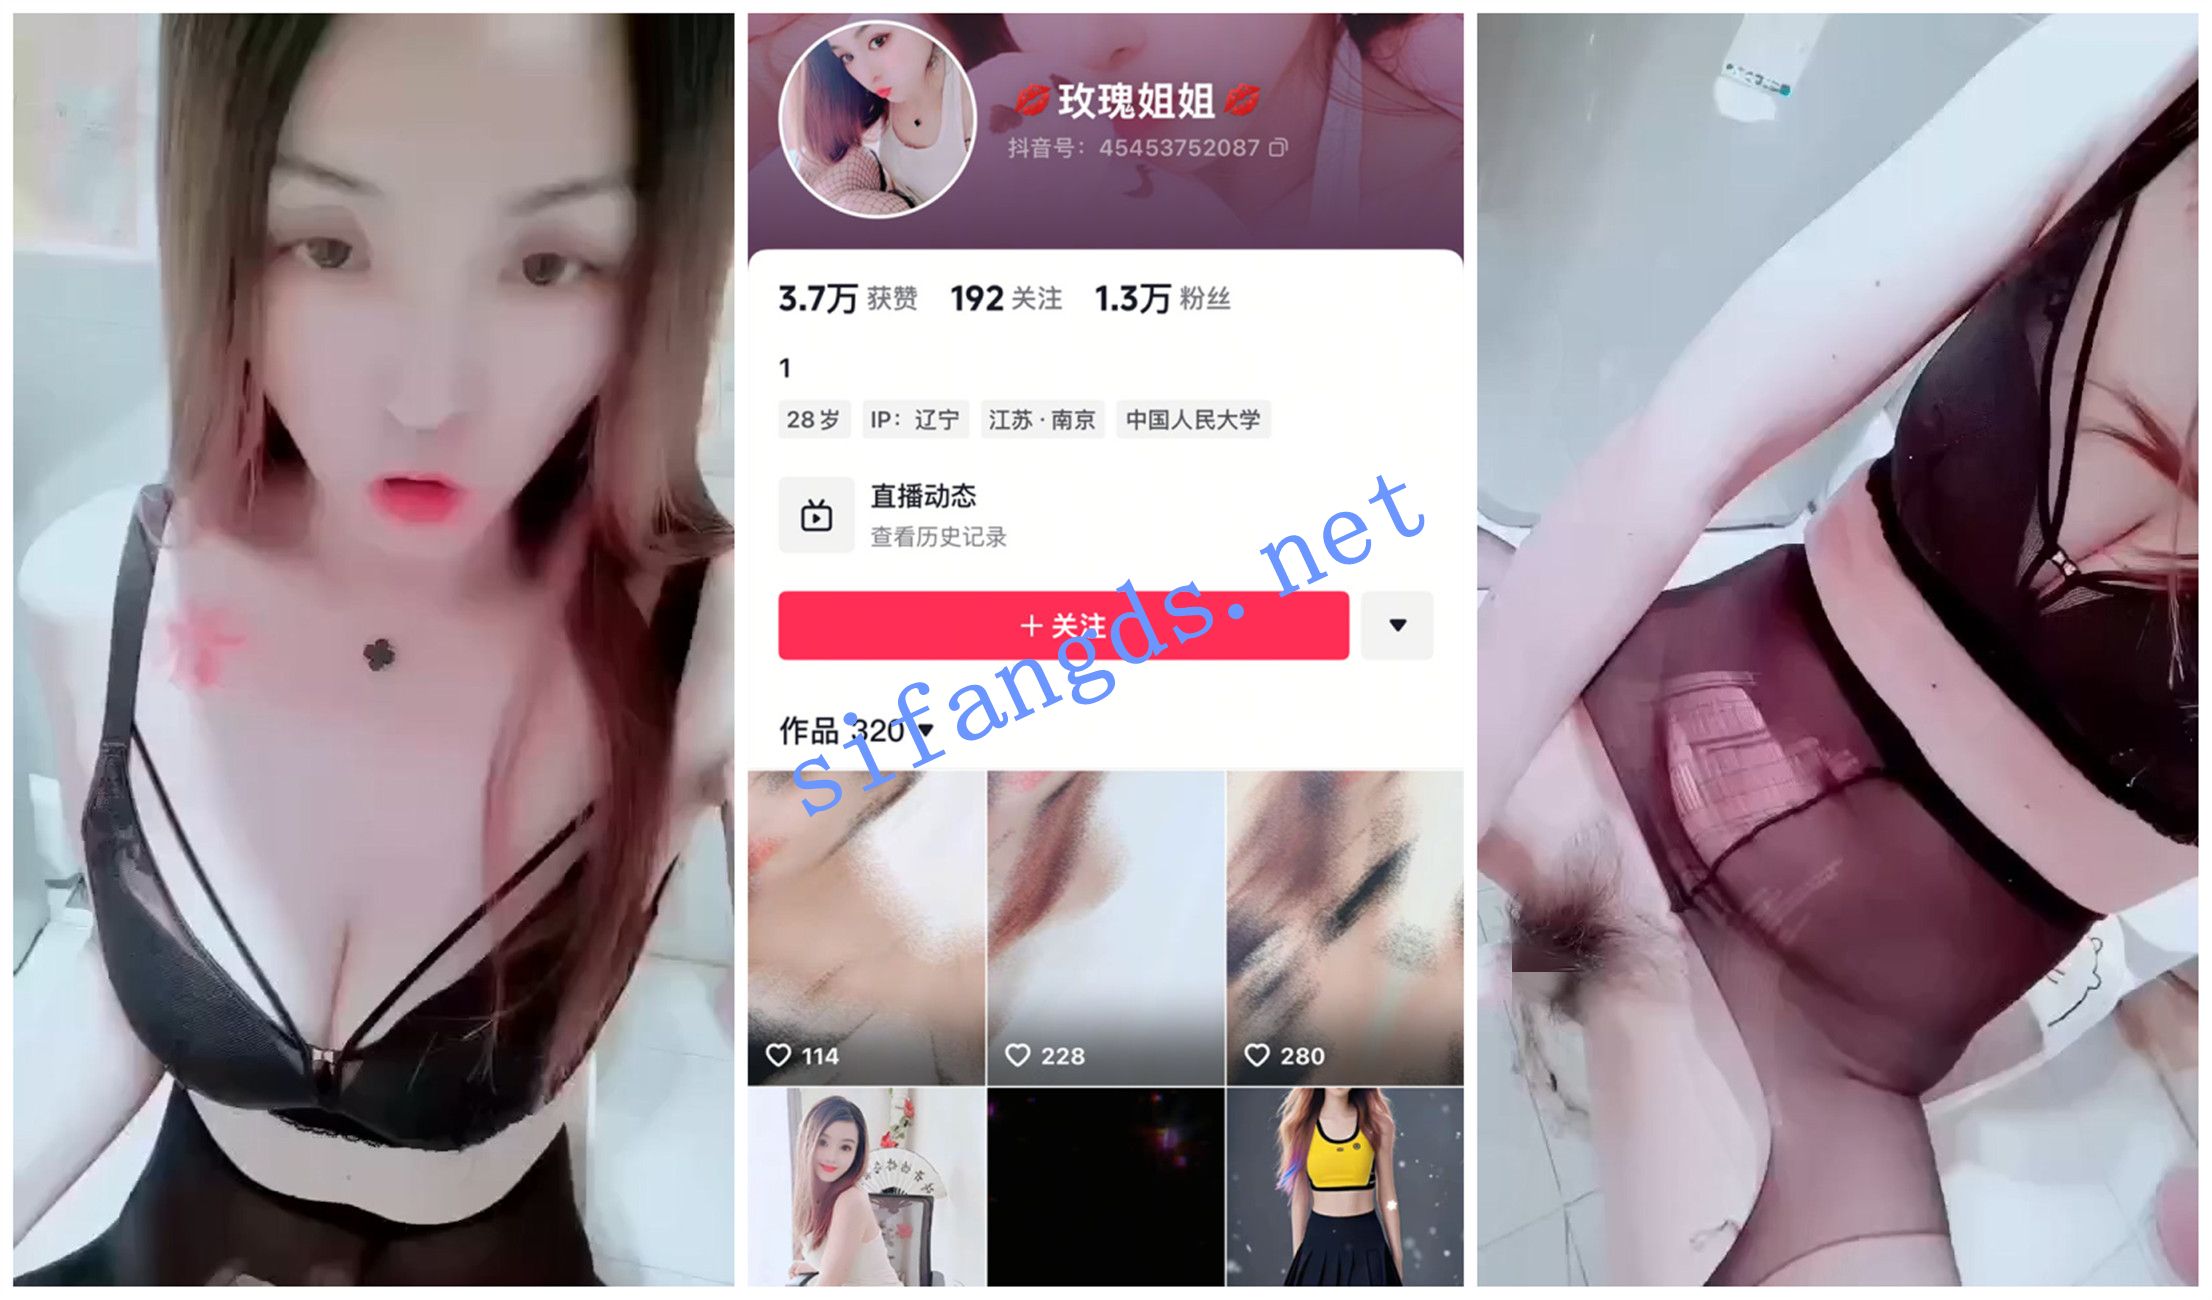 💋玫瑰姐姐💋
抖音号：45453752087
3.7万 获赞 192 关注 1.3万 粉丝
1
28岁 IP：辽宁 江苏·南京 中国人民大学
直播动态
查看历史记录
＋关注
作品 320
114 228 280
sifangds.net